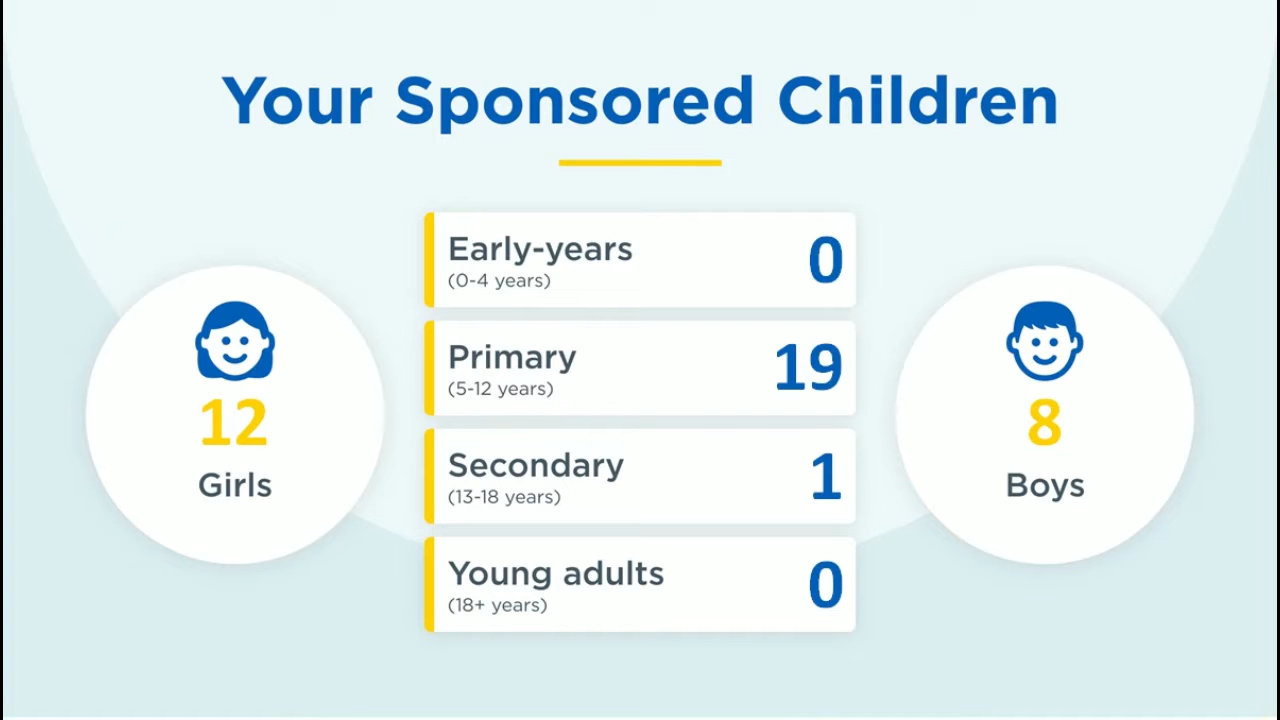 Your Sponsored Children
Early-years
(0-4 years)
0
Primary
(5-12 years)
19
Secondary
(13-18 years)
1
Young adults
(18+ years)
0
12
Girls
8
Boys